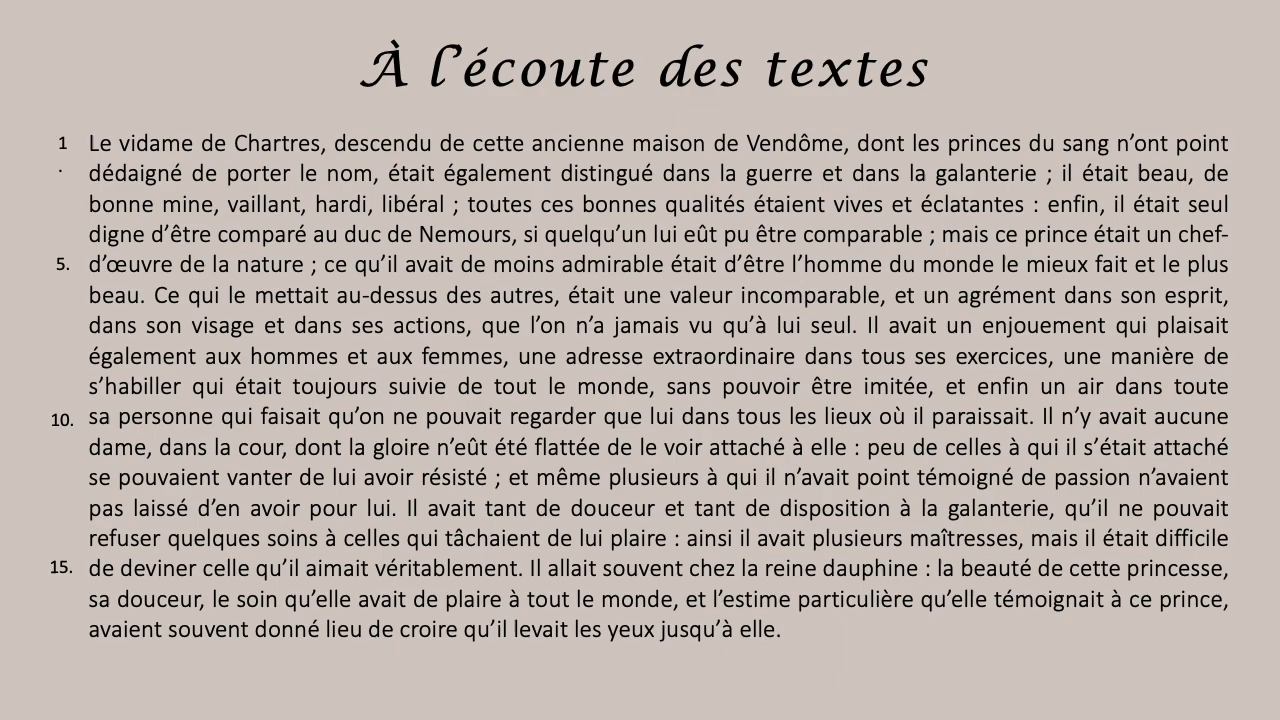 À l’écoute des textes
1 Le vidame de Chartres, descendu de cette ancienne maison de Vendôme, dont les princes du sang n’ont point
. dédaigné de porter le nom, était également distingué dans la guerre et dans la galanterie ; il était beau, de
bonne mine, vaillant, hardi, libéral ; toutes ces bonnes qualités étaient vives et éclatantes : enfin, il était seul
digne d’être comparé au duc de Nemours, si quelqu’un lui eût pu être comparable ; mais ce prince était un chef-
5. d’œuvre de la nature ; ce qu’il avait de moins admirable était d’être l’homme du monde le mieux fait et le plus
beau. Ce qui le mettait au-dessus des autres, était une valeur incomparable, et un agrément dans son esprit,
dans son visage et dans ses actions, que l’on n’a jamais vu qu’à lui seul. Il avait un enjouement qui plaisait
également aux hommes et aux femmes, une adresse extraordinaire dans tous ses exercices, une manière de
s’habiller qui était toujours suivie de tout le monde, sans pouvoir être imitée, et enfin un air dans toute
10. sa personne qui faisait qu’on ne pouvait regarder que lui dans tous les lieux où il paraissait. Il n’y avait aucune
dame, dans la cour, dont la gloire n’eût été flattée de le voir attaché à elle : peu de celles à qui il s’était attaché
se pouvaient vanter de lui avoir résisté ; et même plusieurs à qui il n’avait point témoigné de passion n’avaient
pas laissé d’en avoir pour lui. Il avait tant de douceur et tant de disposition à la galanterie, qu’il ne pouvait
refuser quelques soins à celles qui tâchaient de lui plaire : ainsi il avait plusieurs maîtresses, mais il était difficile
15. de deviner celle qu’il aimait véritablement. Il allait souvent chez la reine dauphine : la beauté de cette princesse,
sa douceur, le soin qu’elle avait de plaire à tout le monde, et l’estime particulière qu’elle témoignait à ce prince,
avaient souvent donné lieu de croire qu’il levait les yeux jusqu’à elle.